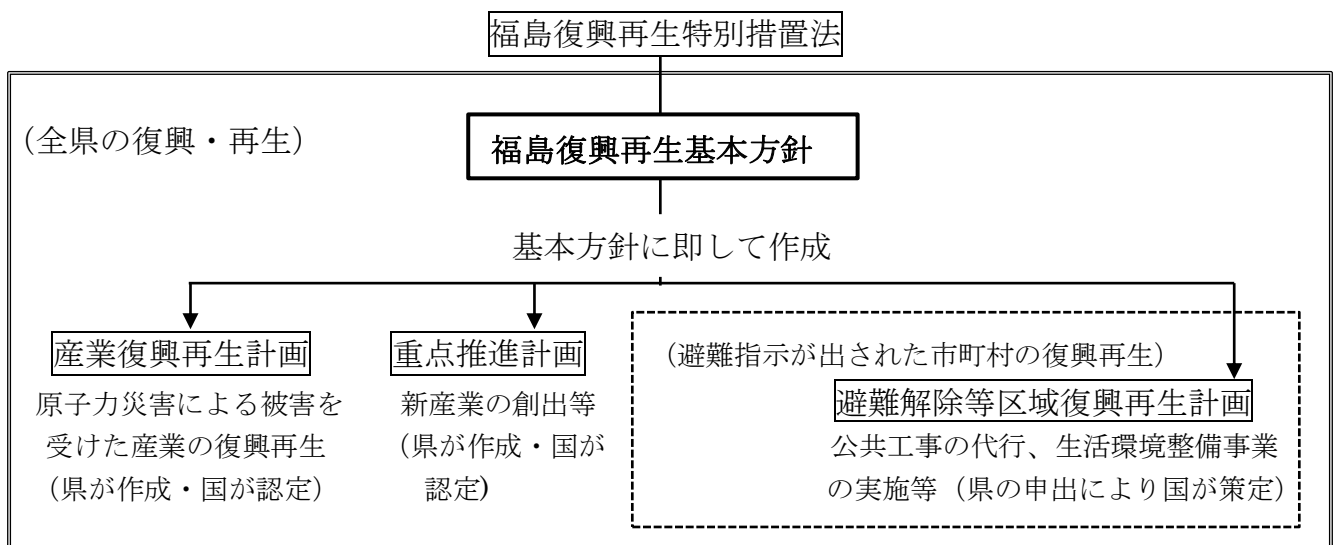 福島復興再生特別措置法
（全県の復興・再生）
福島復興再生基本方針
基本方針に即して作成
産業復興再生計画
原子力災害による被害を
受けた産業の復興再生
（県が作成・国が認定）
重点推進計画
新産業の創出等
（県が作成・国が
認定）
（避難指示が出された市町村の復興再生）
避難解除等区域復興再生計画
公共工事の代行、生活環境整備事業
の実施等（県の申出により国が策定）